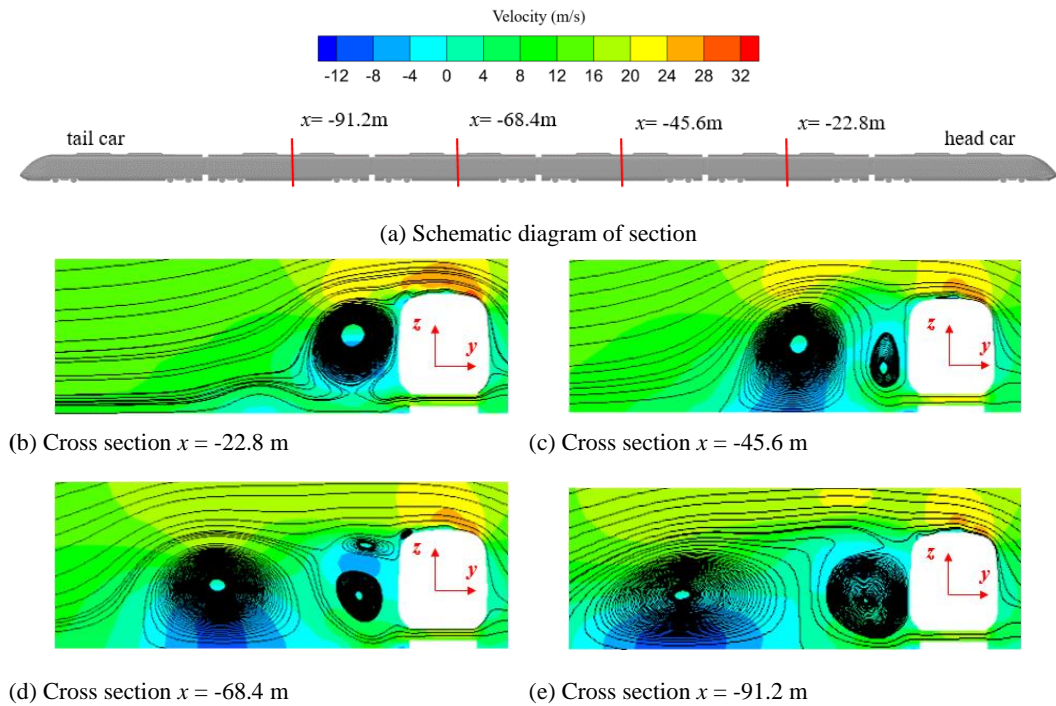 Velocity (m/s)
-12 -8 -4 0 4 8 12 16 20 24 28 32
x= -91.2m x= -68.4m x= -45.6m x= -22.8m
tail car head car
(a) Schematic diagram of section
z z
y y
(b) Cross section x = -22.8 m (c) Cross section x = -45.6 m
z z
y y
(d) Cross section x = -68.4 m (e) Cross section x = -91.2 m